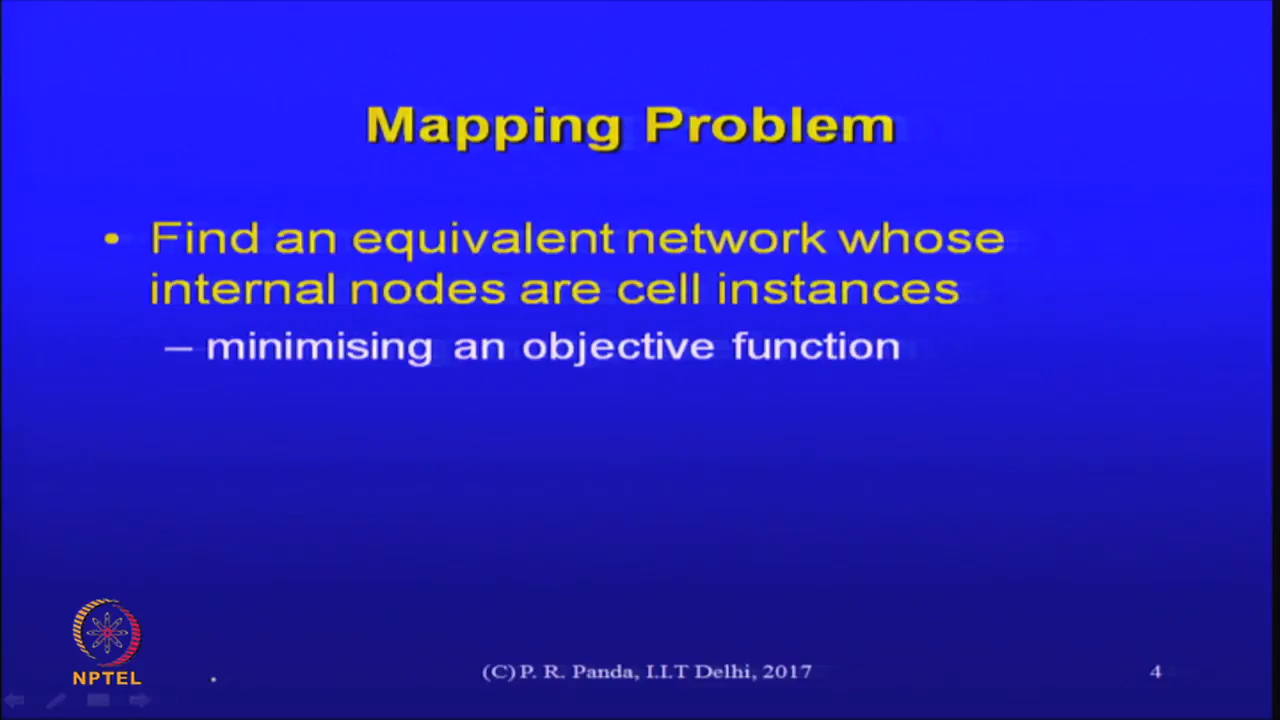 Mapping Problem
• Find an equivalent network whose
internal nodes are cell instances
– minimising an objective function
NPTEL
(C) P. R. Panda, I.I.T Delhi, 2017
4